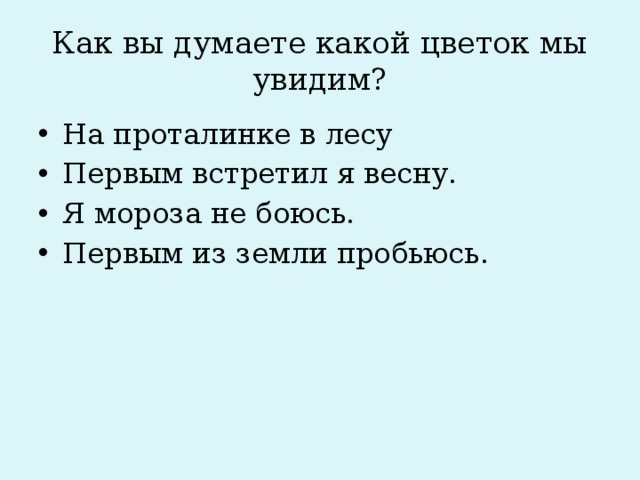 Как вы думаете какой цветок мы
увидим?
• На проталинке в лесу
• Первым встретил я весну.
• Я мороза не боюсь.
• Первым из земли пробьюсь.